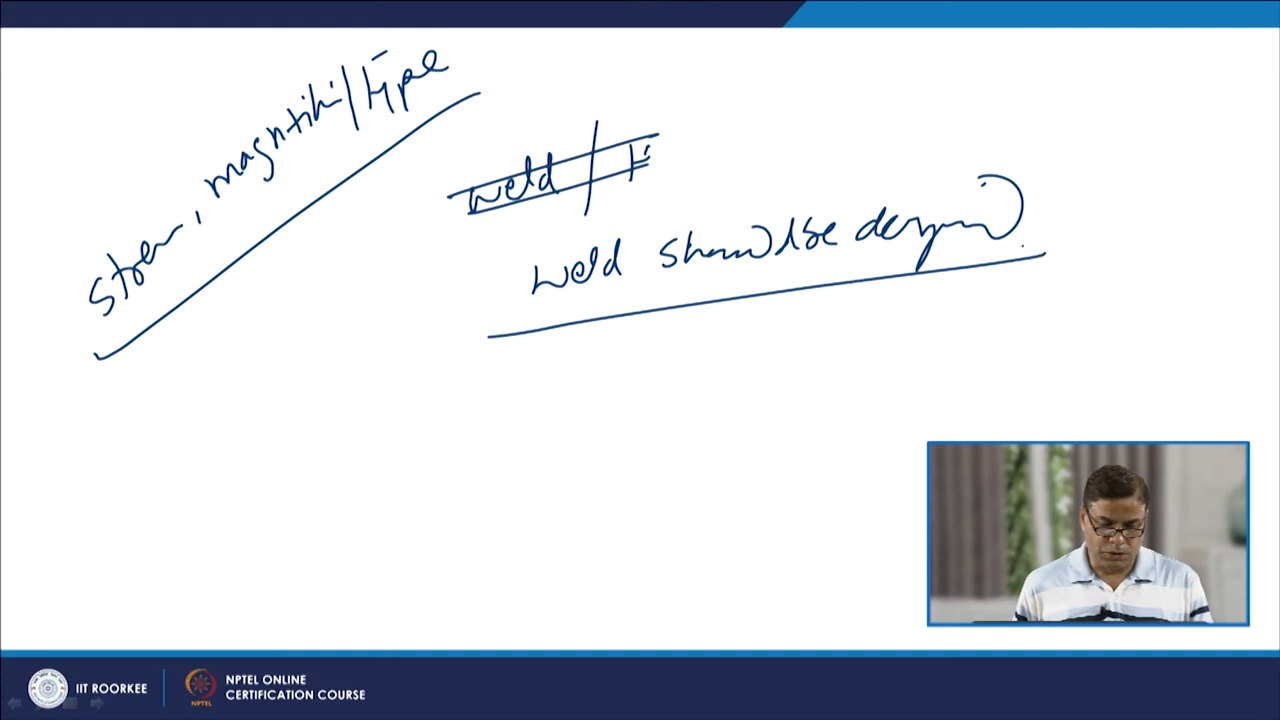 stress, magnitude/type
weld /
weld should be designed
IIT ROORKEE
NPTEL
NPTEL ONLINE
CERTIFICATION COURSE